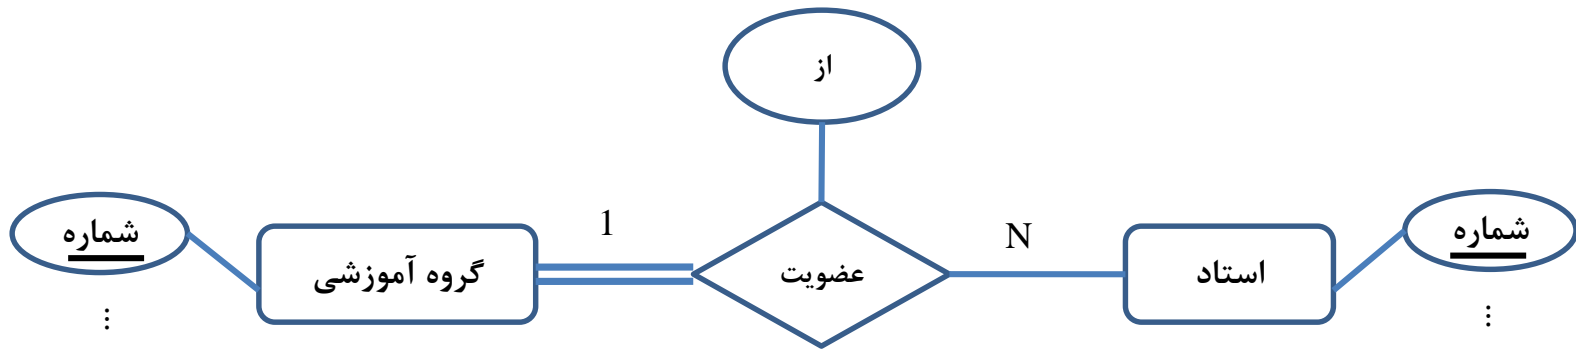 از
شماره
استاد
N
عضویت
1
گروه آموزشی
شماره
⋮
⋮